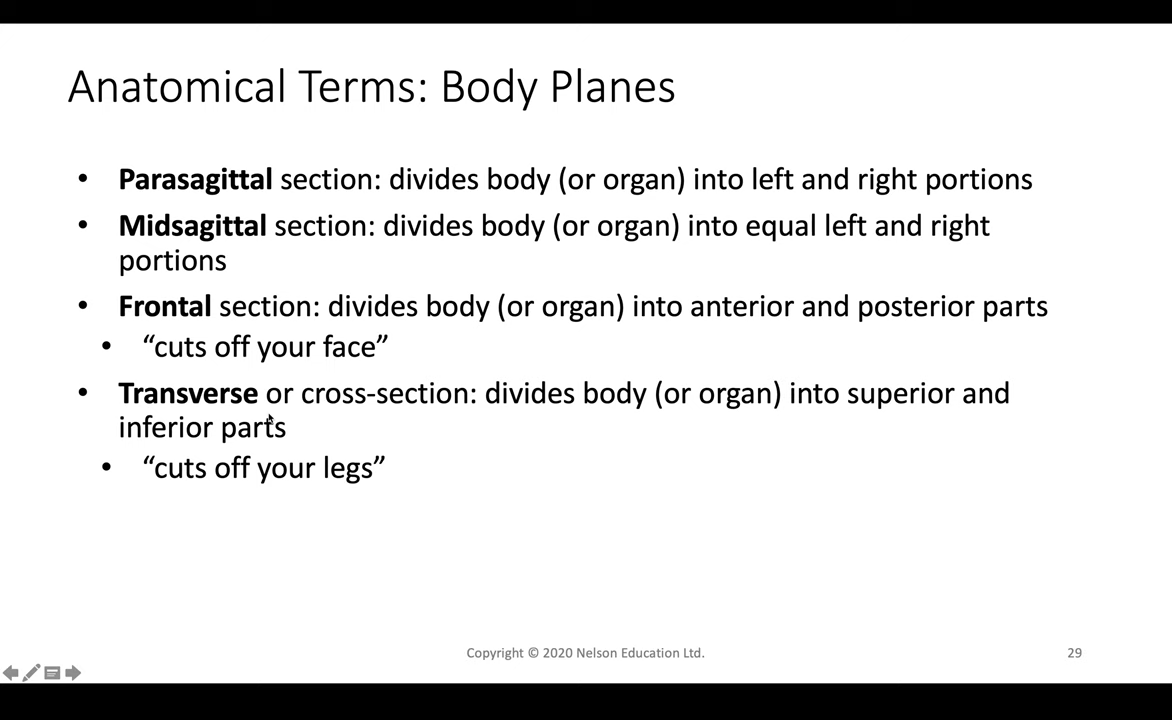 Anatomical Terms: Body Planes
• Parasagittal section: divides body (or organ) into left and right portions
• Midsagittal section: divides body (or organ) into equal left and right
portions
• Frontal section: divides body (or organ) into anterior and posterior parts
• “cuts off your face”
• Transverse or cross-section: divides body (or organ) into superior and
inferior parts
• “cuts off your legs”
Copyright © 2020 Nelson Education Ltd.
29